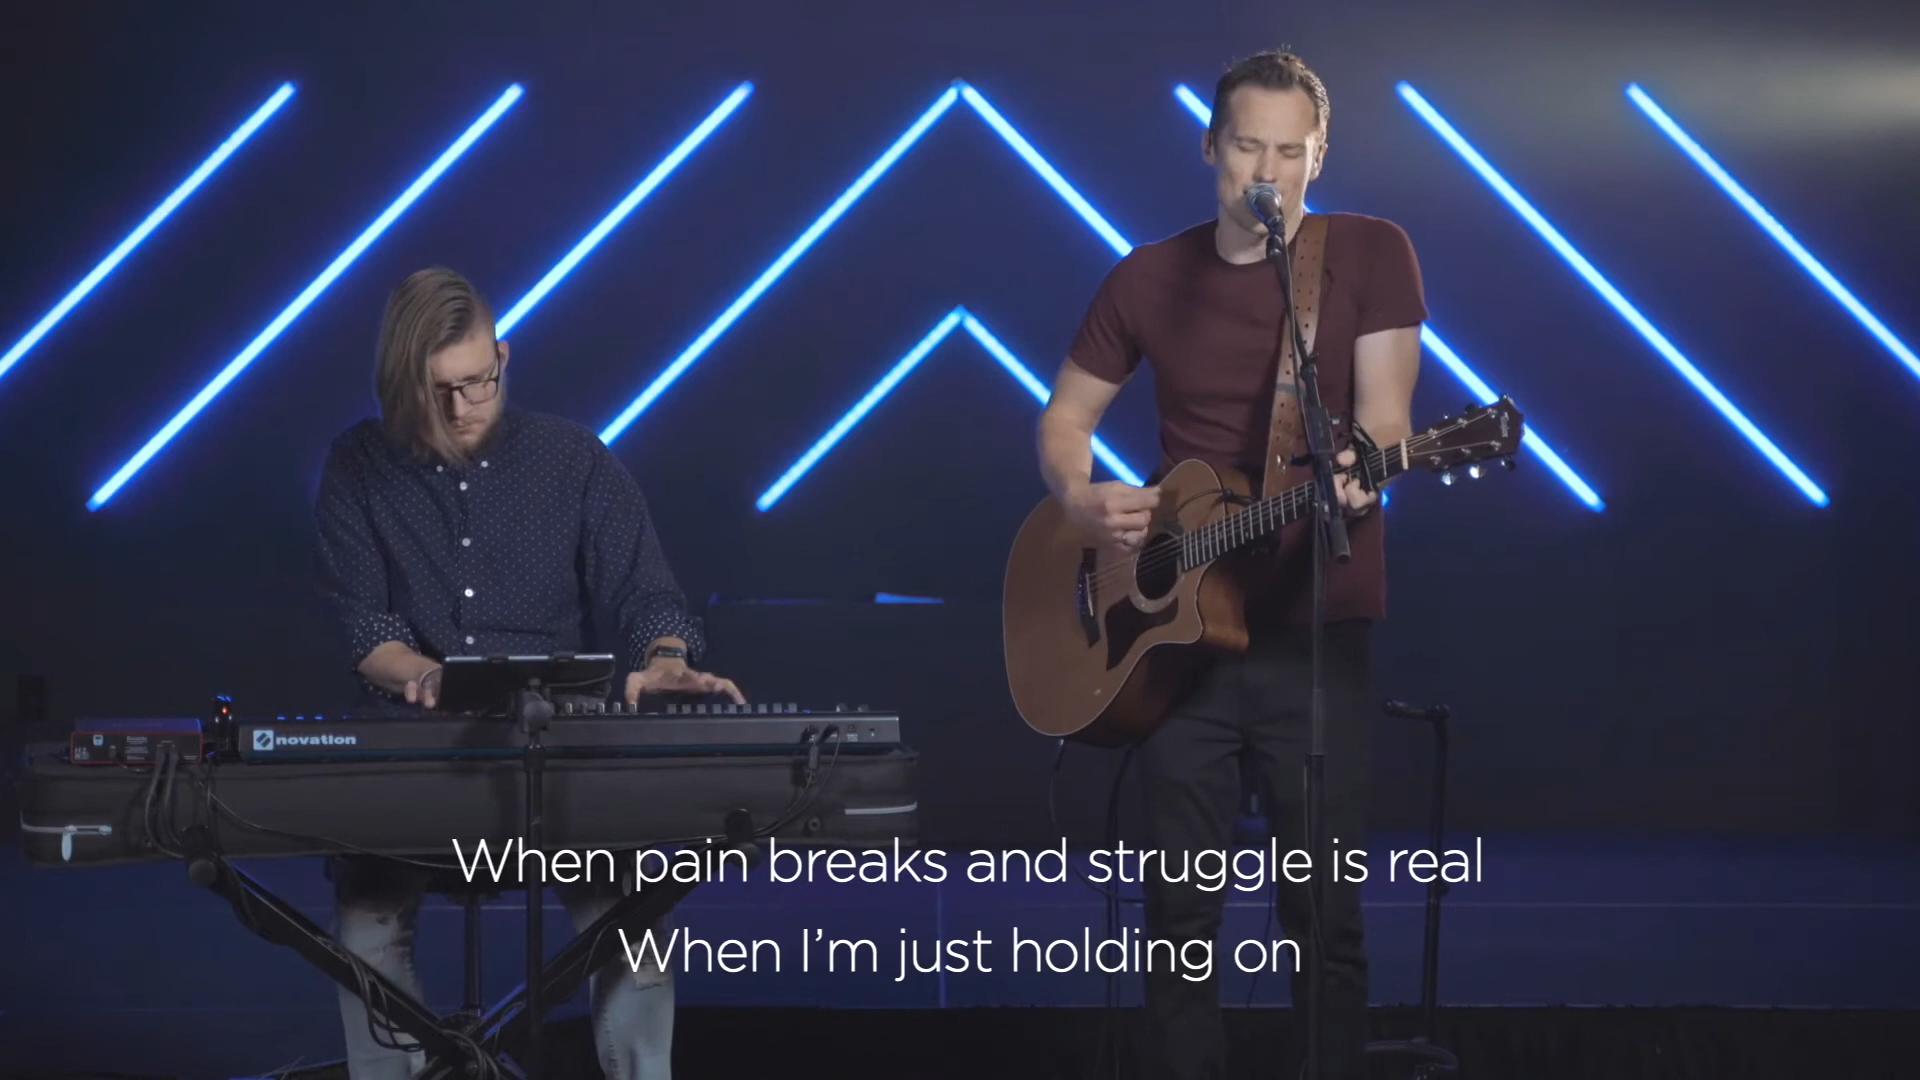 novation
When pain breaks and struggle is real
When I’m just holding on